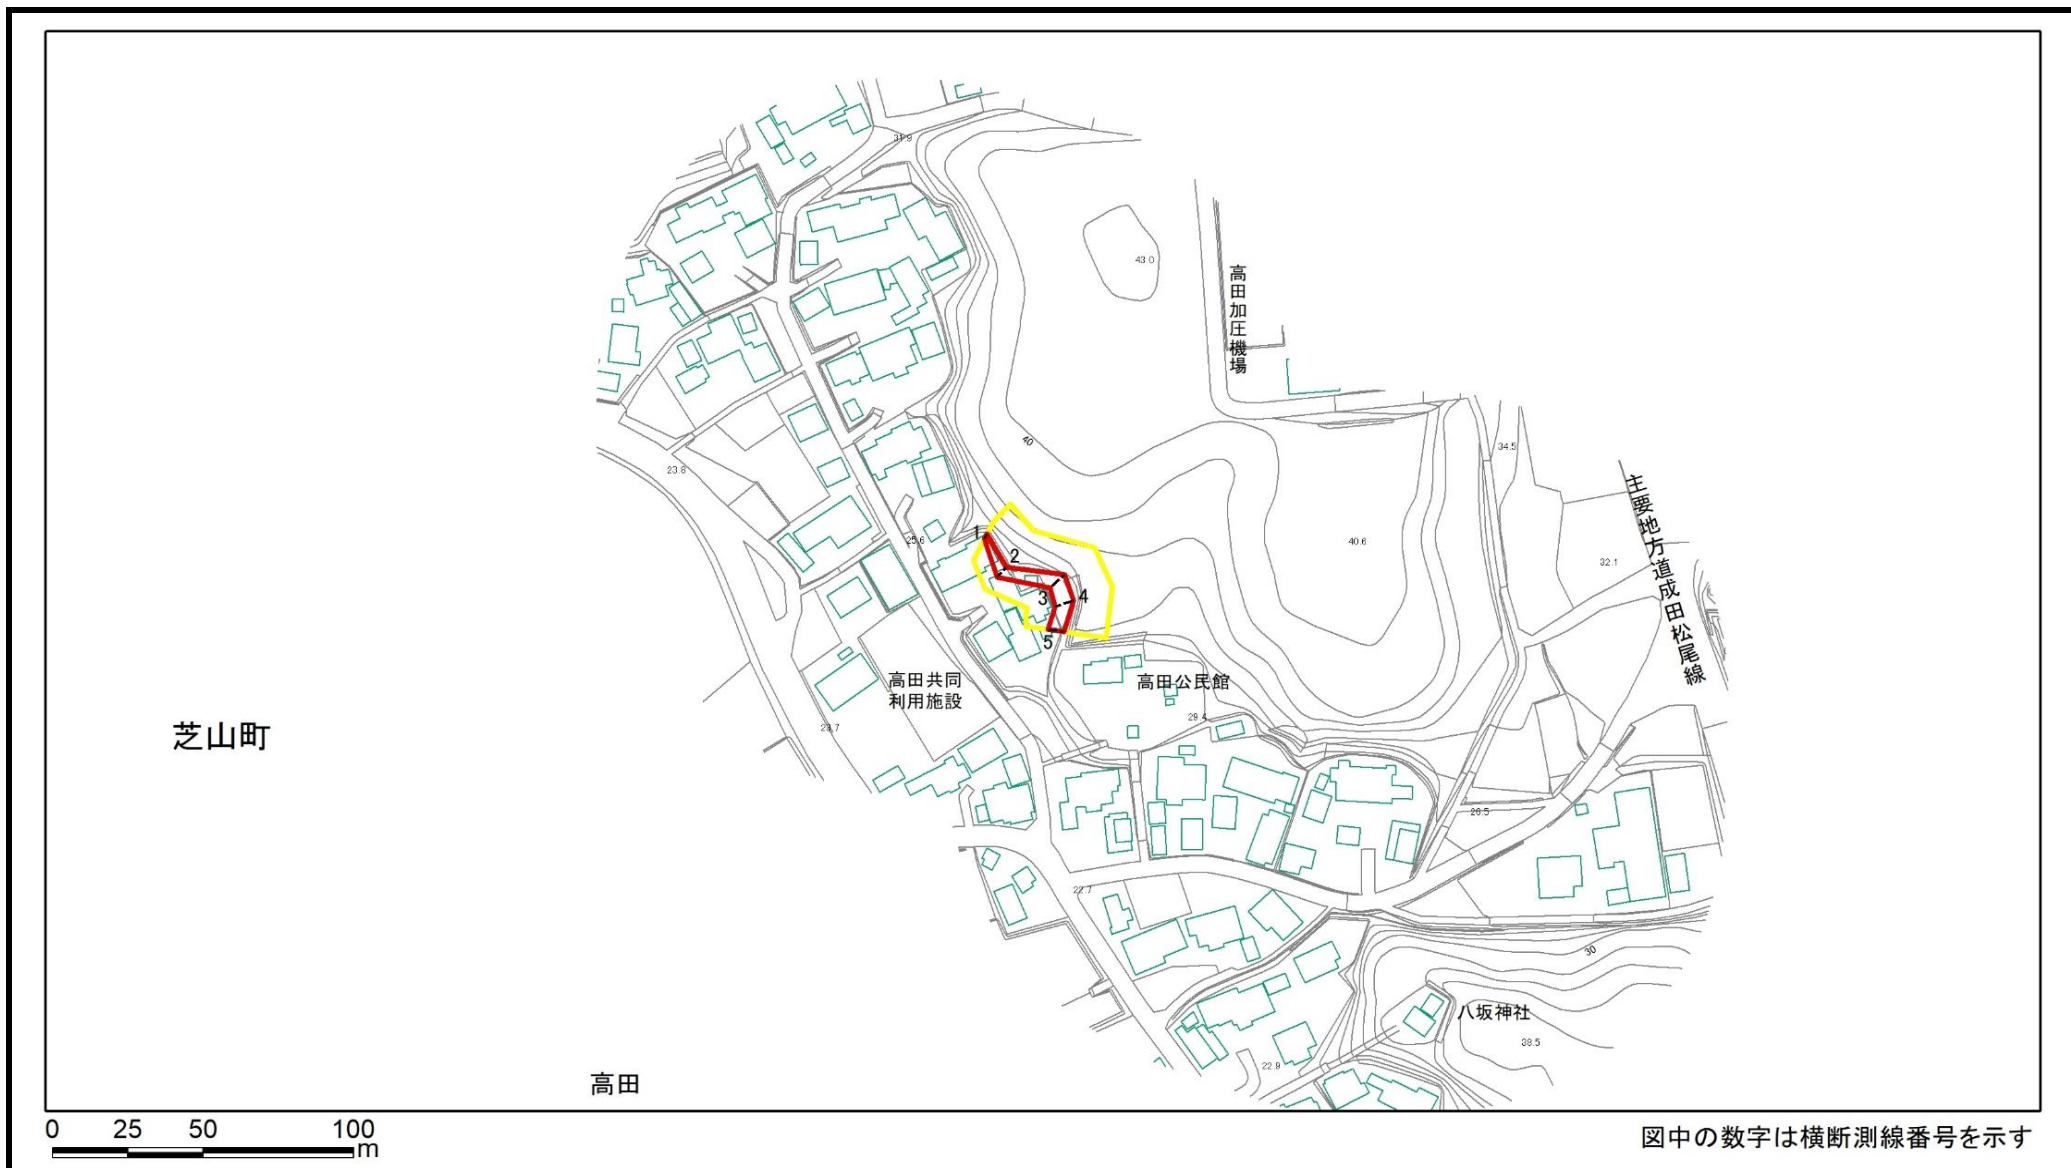 31.9
43.0
高田加圧機場
40
34.5
23.8
主要地方道成田松尾線
25.6
1
2
40.6
32.1
3
4
5
高田共同
利用施設
高田公民館
29.4
23.7
芝山町
26.5
22.7
30
八坂神社
38.5
22.9
高田
0 25 50 100
m
図中の数字は横断測線番号を示す